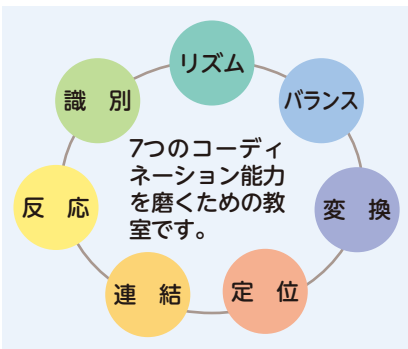 リズム
バランス
変 換
定 位
連 結
反 応
識 別
7つのコーディ
ネーション能力
を磨くための教
室です。